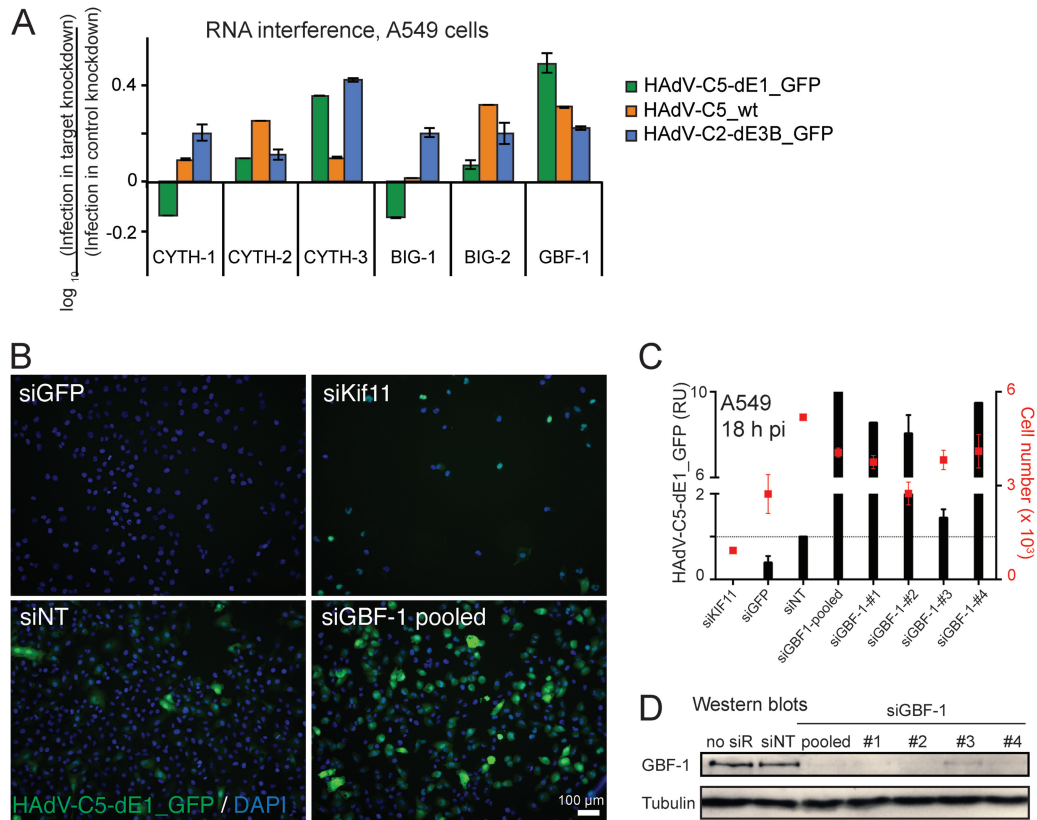 A
RNA interference, A549 cells
log 10 (Infection in target knockdown)
(Infection in control knockdown)
0.4
0
-0.2
CYTH-1 CYTH-2 CYTH-3 BIG-1 BIG-2 GBF-1
HAdV-C5-dE1_GFP
HAdV-C5_wt
HAdV-C2-dE3B_GFP
B
siGFP
siKif11
siNT
siGBF-1 pooled
HAdV-C5-dE1_GFP / DAPI
100 µm
C
A549
18 h pi
HAdV-C5-dE1_GFP (RU)
10
6
2
0
Cell number (x 10³)
6
3
0
siKIF11
siGFP
siNT
siGBF1-pooled
siGBF-1-#1
siGBF-1-#2
siGBF-1-#3
siGBF-1-#4
D
Western blots
siGBF-1
no siR siNT pooled #1 #2 #3 #4
GBF-1
Tubulin